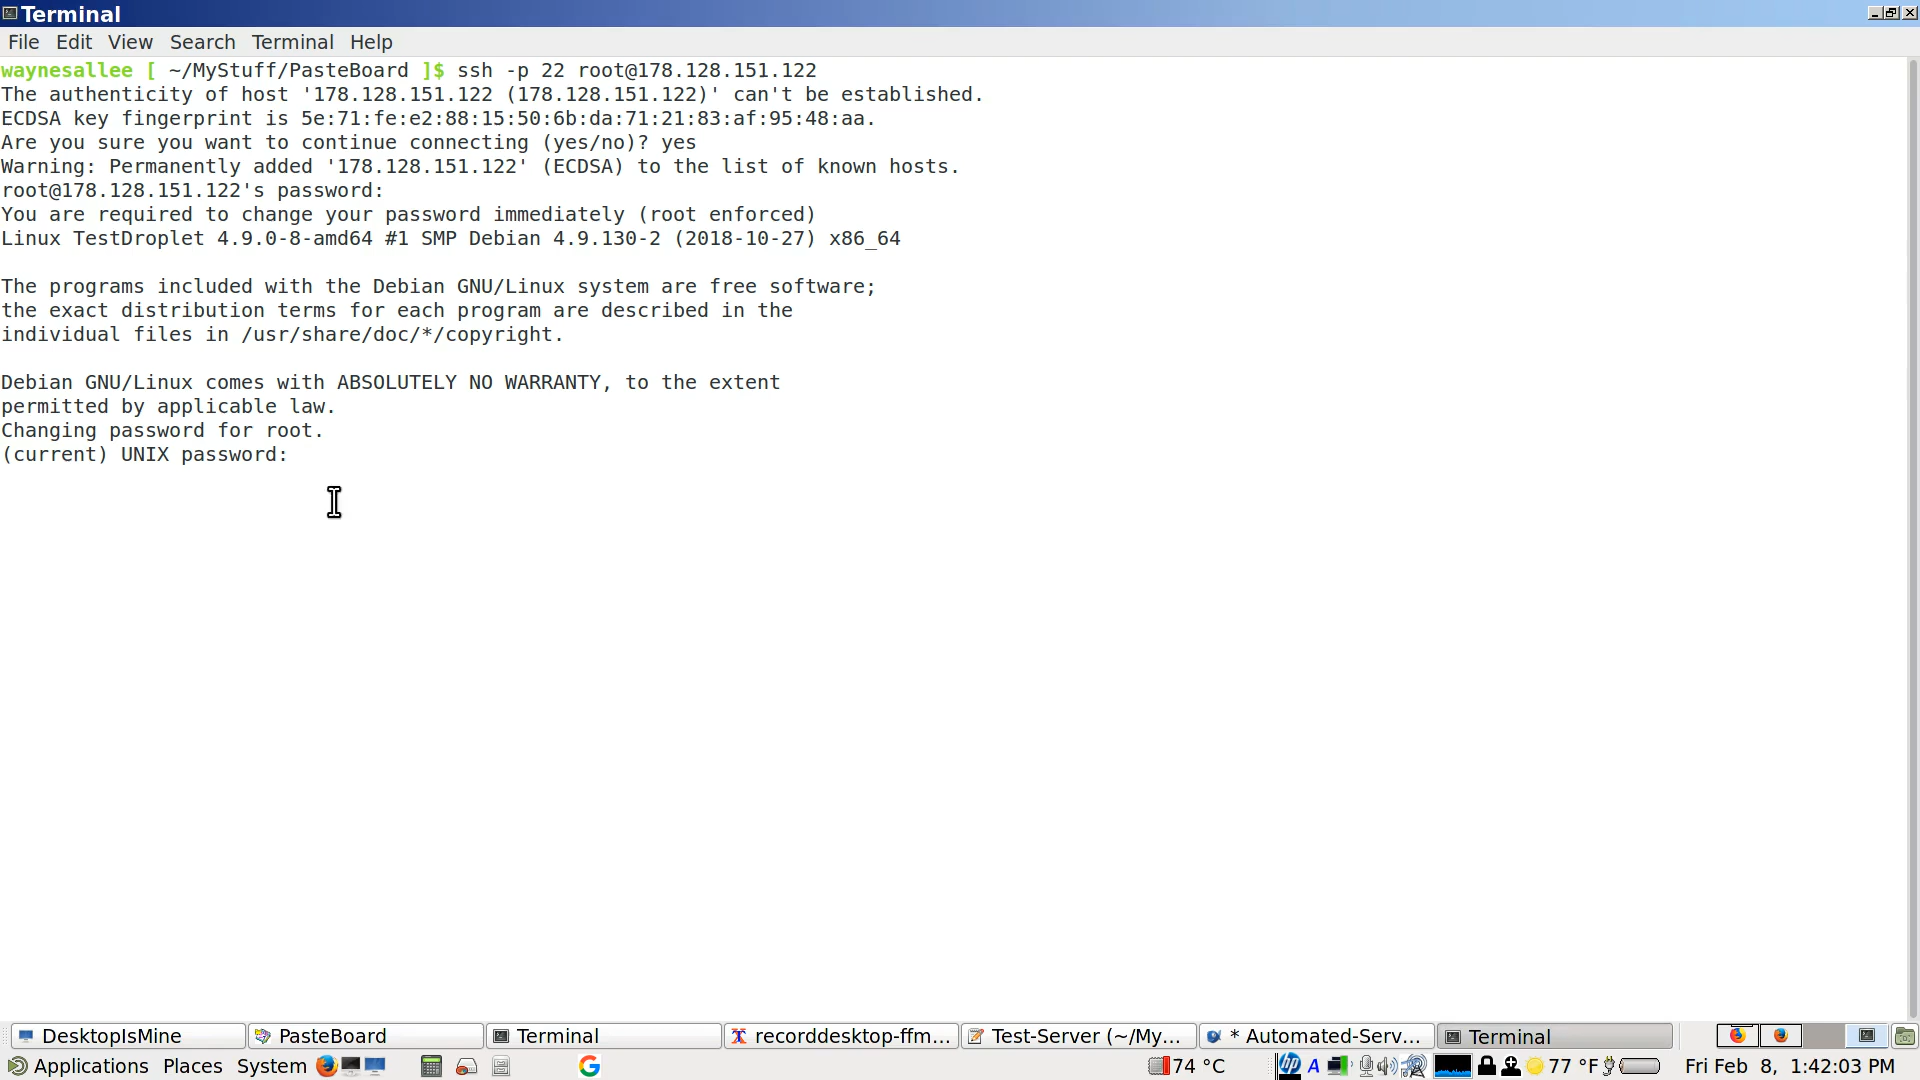 Terminal
File Edit View Search Terminal Help
waynesallee [ ~/MyStuff/PasteBoard ]$ ssh -p 22 root@178.128.151.122
The authenticity of host '178.128.151.122 (178.128.151.122)' can't be established.
ECDSA key fingerprint is 5e:71:fe:e2:88:15:50:6b:da:71:21:83:af:95:48:aa.
Are you sure you want to continue connecting (yes/no)? yes
Warning: Permanently added '178.128.151.122' (ECDSA) to the list of known hosts.
root@178.128.151.122's password:
You are required to change your password immediately (root enforced)
Linux TestDroplet 4.9.0-8-amd64 #1 SMP Debian 4.9.130-2 (2018-10-27) x86_64
The programs included with the Debian GNU/Linux system are free software;
the exact distribution terms for each program are described in the
individual files in /usr/share/doc/*/copyright.
Debian GNU/Linux comes with ABSOLUTELY NO WARRANTY, to the extent
permitted by applicable law.
Changing password for root.
(current) UNIX password:
DesktopIsMine PasteBoard Terminal recorddesktop-ffm... Test-Server (~/My... * Automated-Serv... Terminal
Applications Places System G 74 °C hp A 77 °F Fri Feb 8, 1:42:03 PM